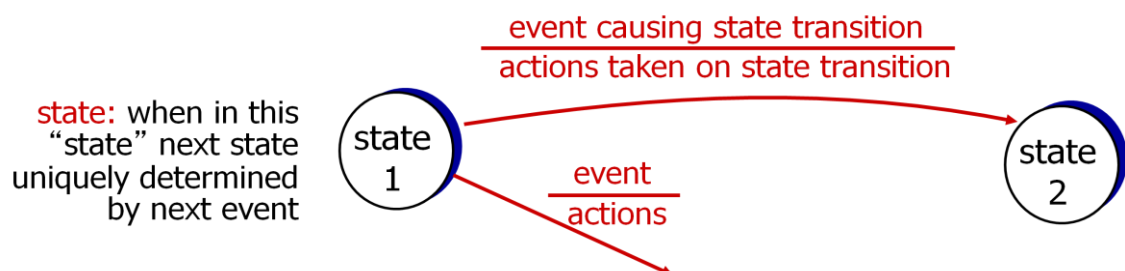 event causing state transition
actions taken on state transition
state: when in this
“state” next state
uniquely determined
by next event
state
1
event
actions
state
2